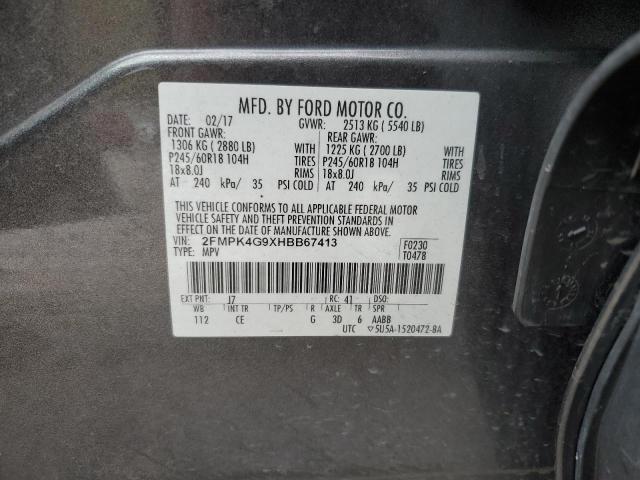 MFD. BY FORD MOTOR CO.
DATE: 02/17 GVWR: 2513 KG ( 5540 LB)
FRONT GAWR: REAR GAWR:
1306 KG ( 2880 LB) WITH 1225 KG ( 2700 LB) WITH
P245/60R18 104H TIRES P245/60R18 104H TIRES
18x8.0J RIMS 18x8.0J RIMS
AT 240 kPa/ 35 PSI COLD AT 240 kPa/ 35 PSI COLD
THIS VEHICLE CONFORMS TO ALL APPLICABLE FEDERAL MOTOR
VEHICLE SAFETY AND THEFT PREVENTION STANDARDS IN
EFFECT ON THE DATE OF MANUFACTURE SHOWN ABOVE.
VIN: 2FMPK4G9XHBB67413 F0230
TYPE: MPV T0478
EXT PNT: J7 RC: 41 DSO:
WB INT TR TP/PS R AXLE TR SPR
112 CE G 3D 6 AABB
UTC ▽5U5A-1520472-BA